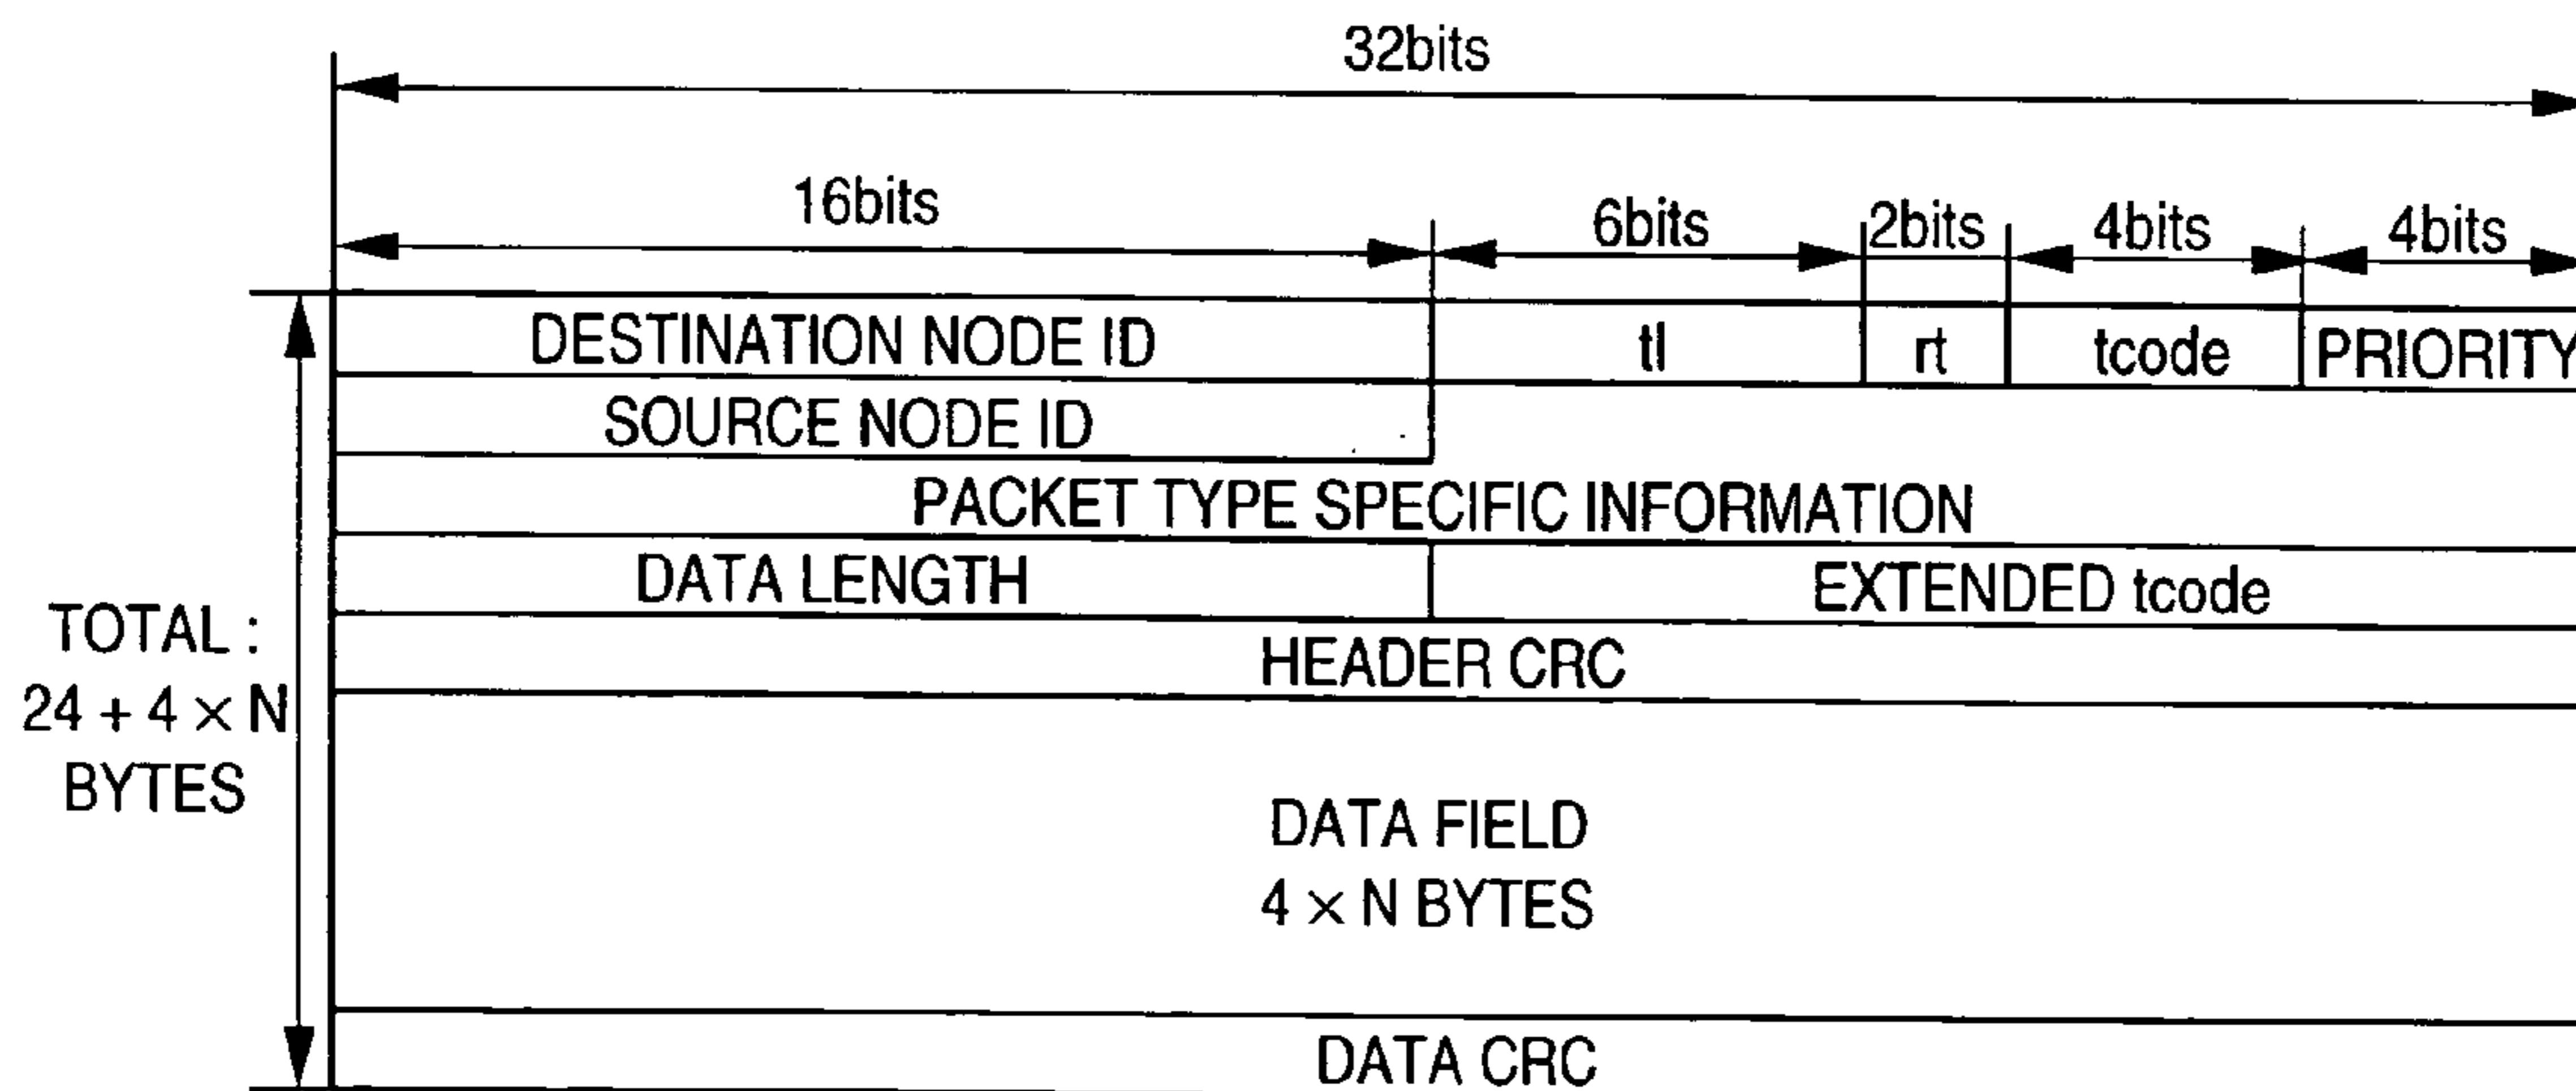 32bits
16bits 6bits 2bits 4bits 4bits
DESTINATION NODE ID tl rt tcode PRIORITY
SOURCE NODE ID
PACKET TYPE SPECIFIC INFORMATION
DATA LENGTH EXTENDED tcode
HEADER CRC
TOTAL :
24 + 4 × N
BYTES
DATA FIELD
4 × N BYTES
DATA CRC